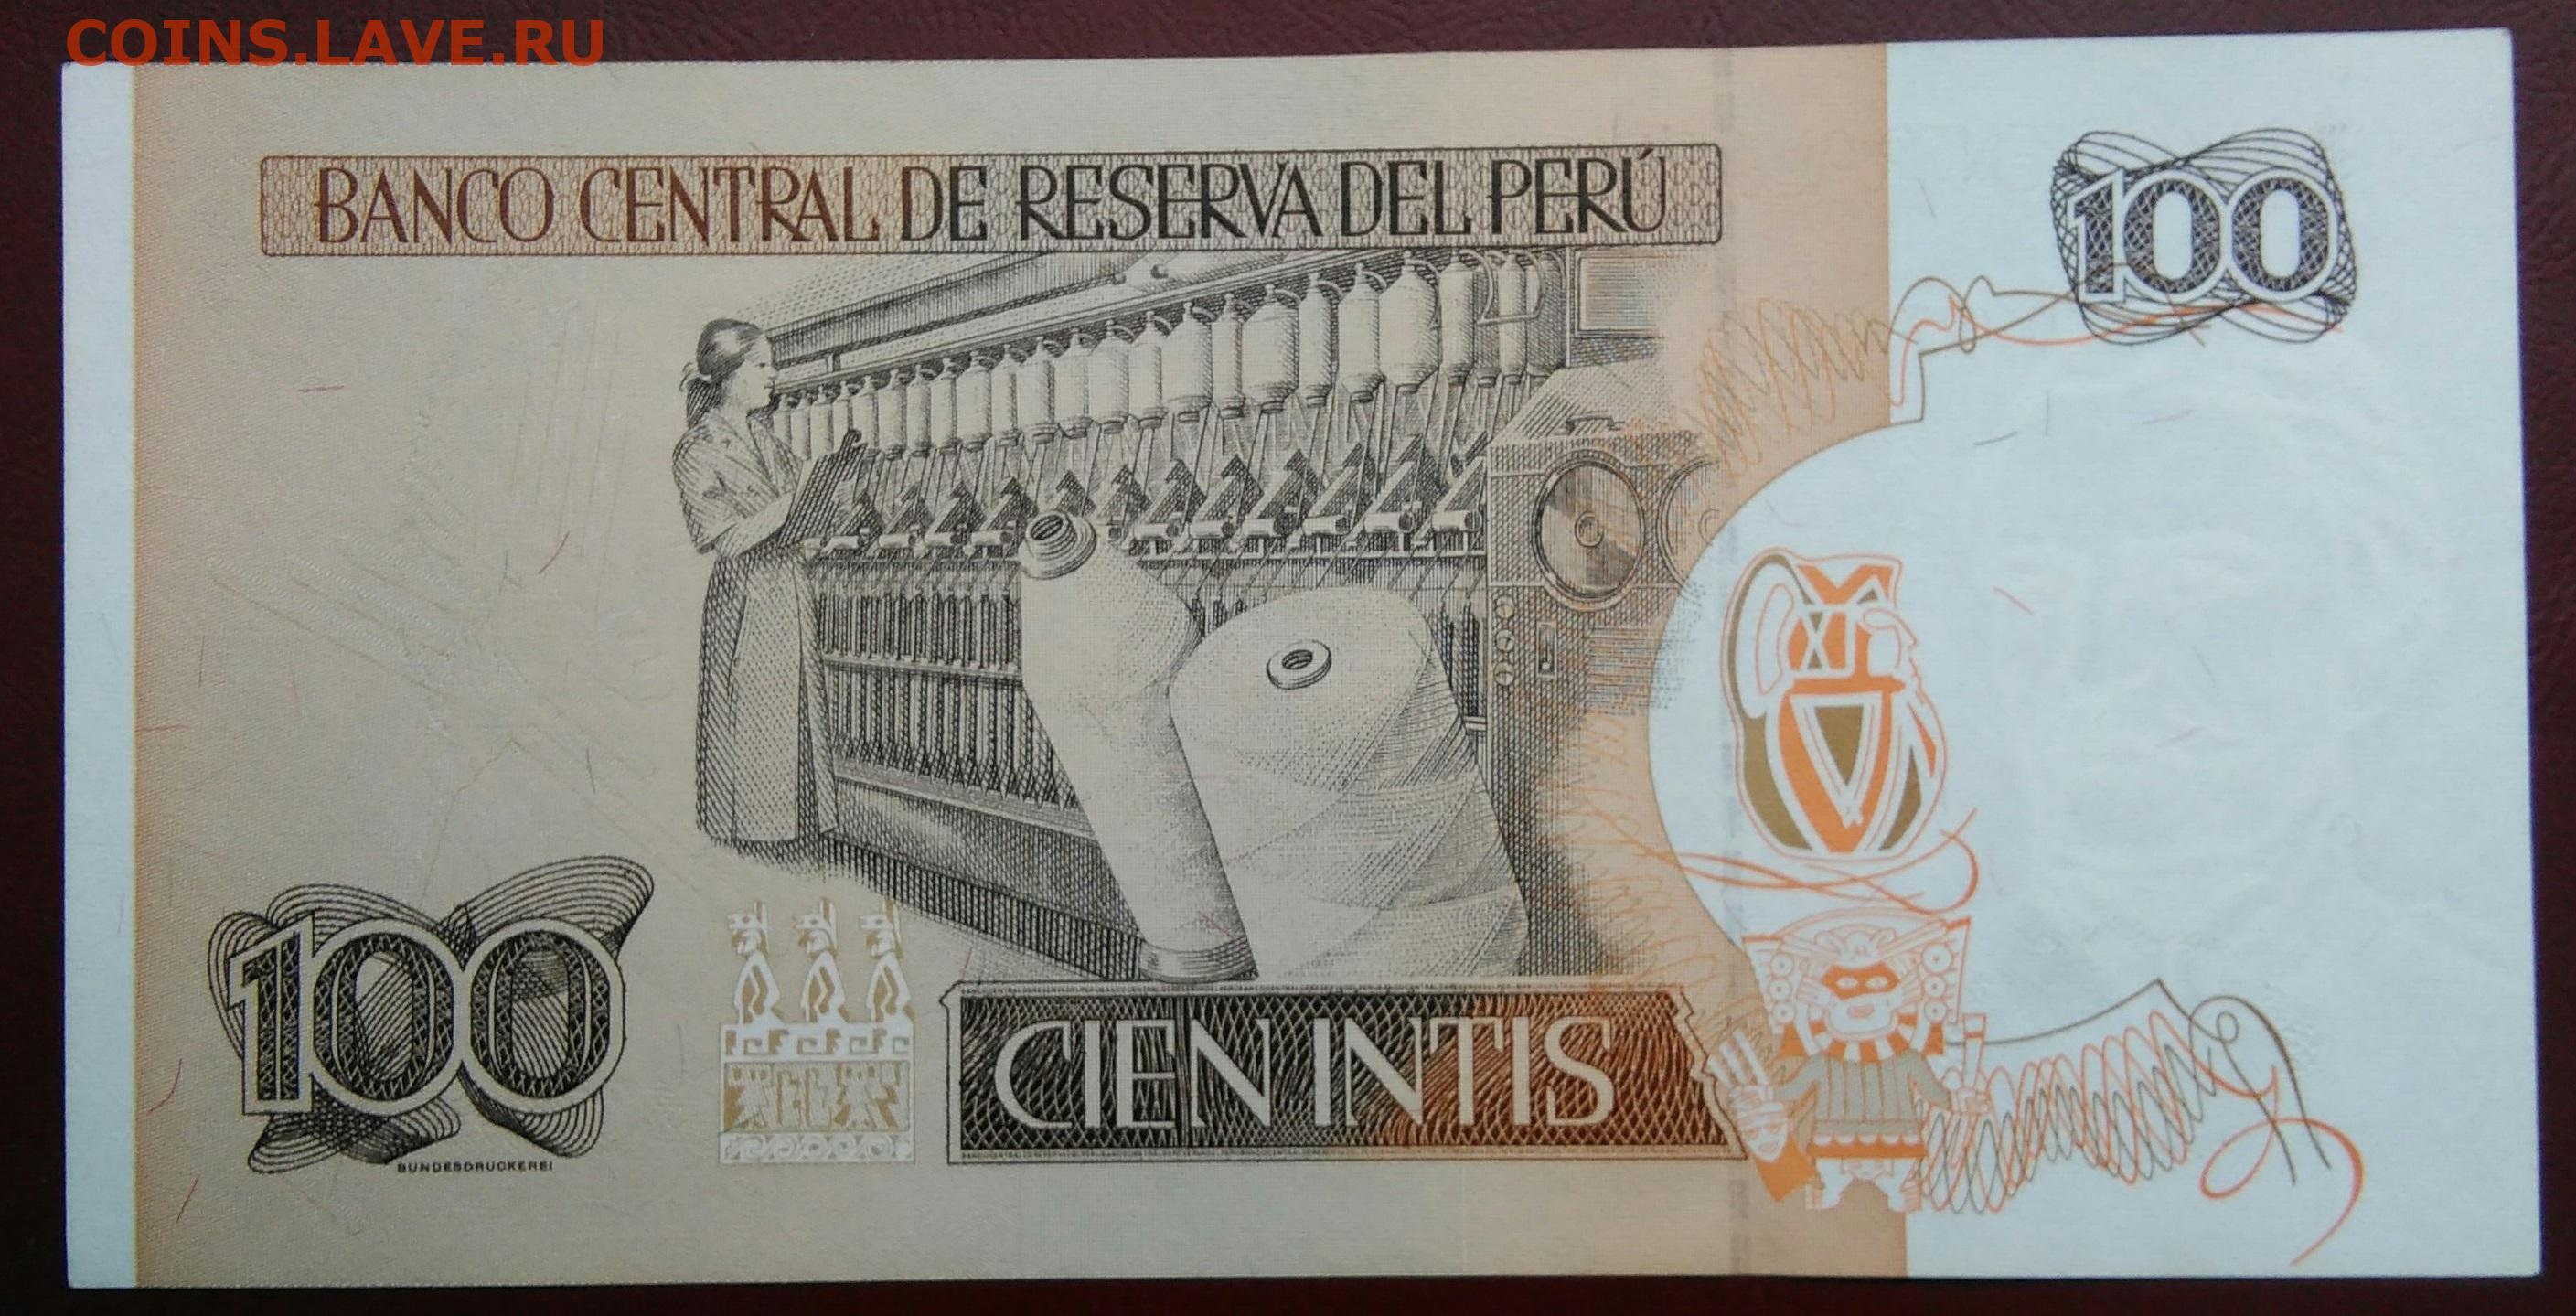 COINS.LAVE.RU
BANCO CENTRAL DE RESERVA DEL PERÚ
100
100
BUNDESDRUCKEREI
CIEN INTIS